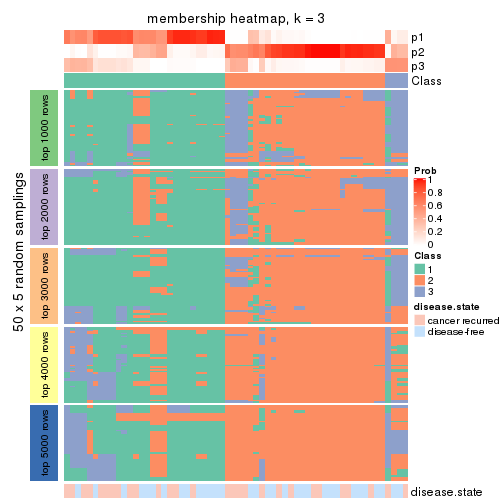 membership heatmap, k = 3
p1
p2
p3
Class
50 x 5 random samplings
top 1000 rows
top 2000 rows
top 3000 rows
top 4000 rows
top 5000 rows
Prob
1
0.8
0.6
0.4
0.2
0
Class
1
2
3
disease.state
cancer recurred
disease-free
disease.state